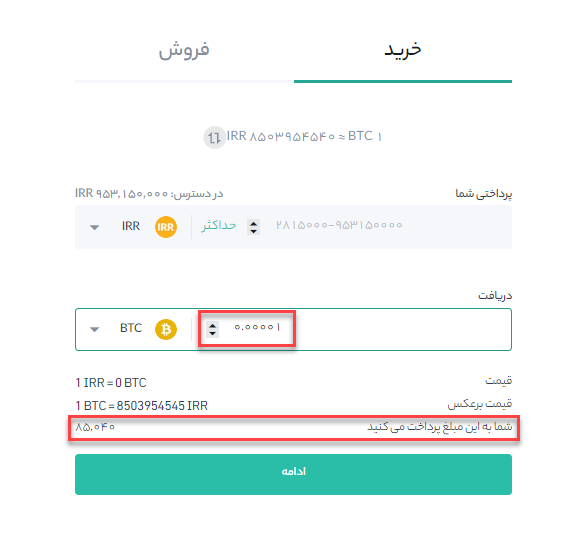 خرید
فروش
۱ BTC ≈ ۸۵۰۳۹۵۴۵۴۰ IRR
پرداختی شما
در دسترس: ۹۵۳,۱۵۰,۰۰۰ IRR
۲۸۱۵۰۰۰-۹۵۳۱۵۰۰۰۰ حداکثر IRR IRR
دریافت
۰.۰۰۰۰۱ BTC
قیمت 1 IRR = 0 BTC
قیمت برعکس 1 BTC = 8503954545 IRR
شما به این مبلغ پرداخت می کنید ۸۵,۰۴۰
ادامه